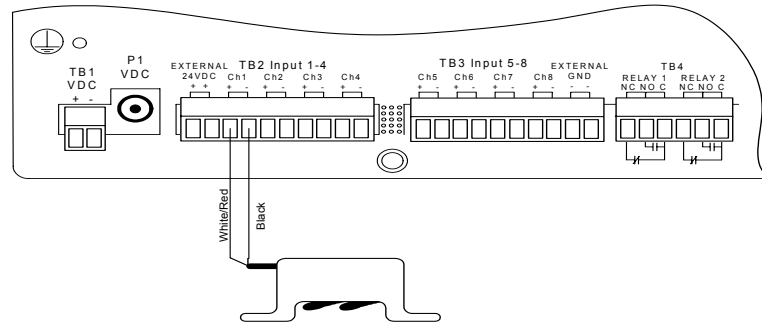 TB1
VDC
+ -
P1
VDC
TB2 Input 1-4
EXTERNAL
24VDC
+ +
Ch1
+ -
Ch2
+ -
Ch3
+ -
Ch4
+ -
TB3 Input 5-8
Ch5
+ -
Ch6
+ -
Ch7
+ -
Ch8
+ -
EXTERNAL
GND
- -
TB4
RELAY 1
NC NO C
RELAY 2
NC NO C
White/Red
Black